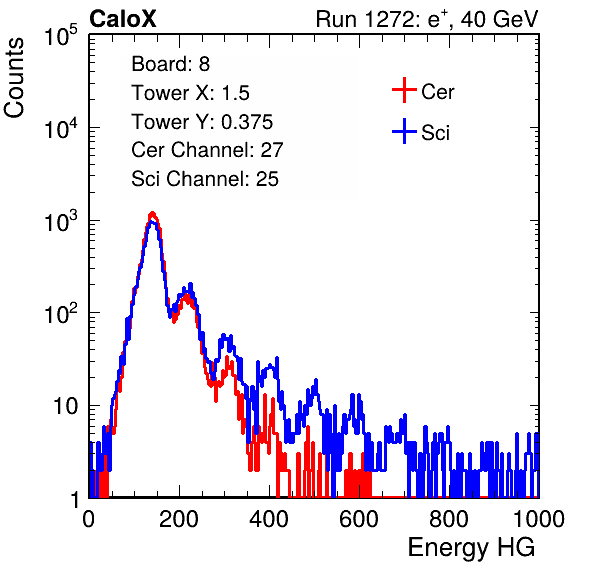 CaloX Run 1272: e⁺, 40 GeV
Counts
Board: 8
Tower X: 1.5
Tower Y: 0.375
Cer Channel: 27
Sci Channel: 25
Cer
Sci
10⁵
10⁴
10³
10²
10
1
0 200 400 600 800 1000
Energy HG